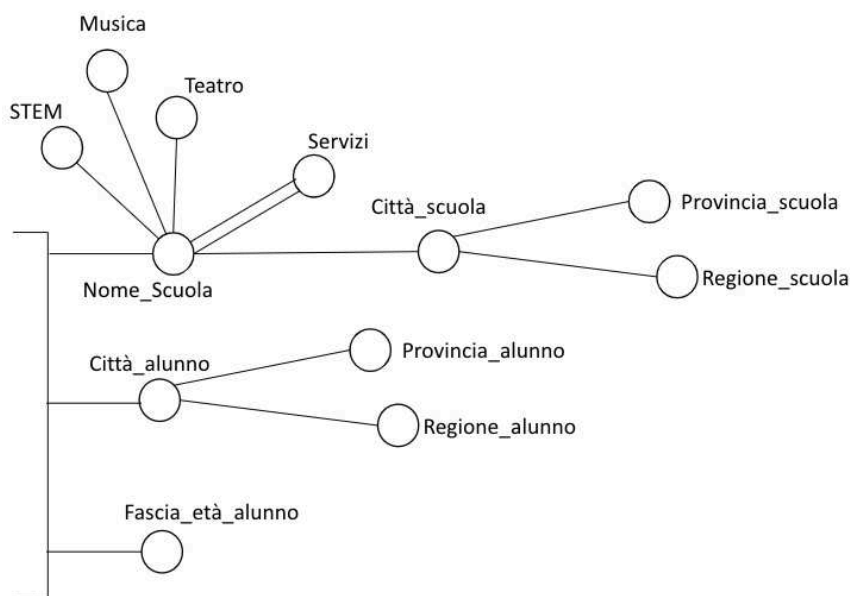 Musica
Teatro
STEM
Servizi
Città_scuola
Provincia_scuola
Regione_scuola
Nome_Scuola
Città_alunno
Provincia_alunno
Regione_alunno
Fascia_età_alunno